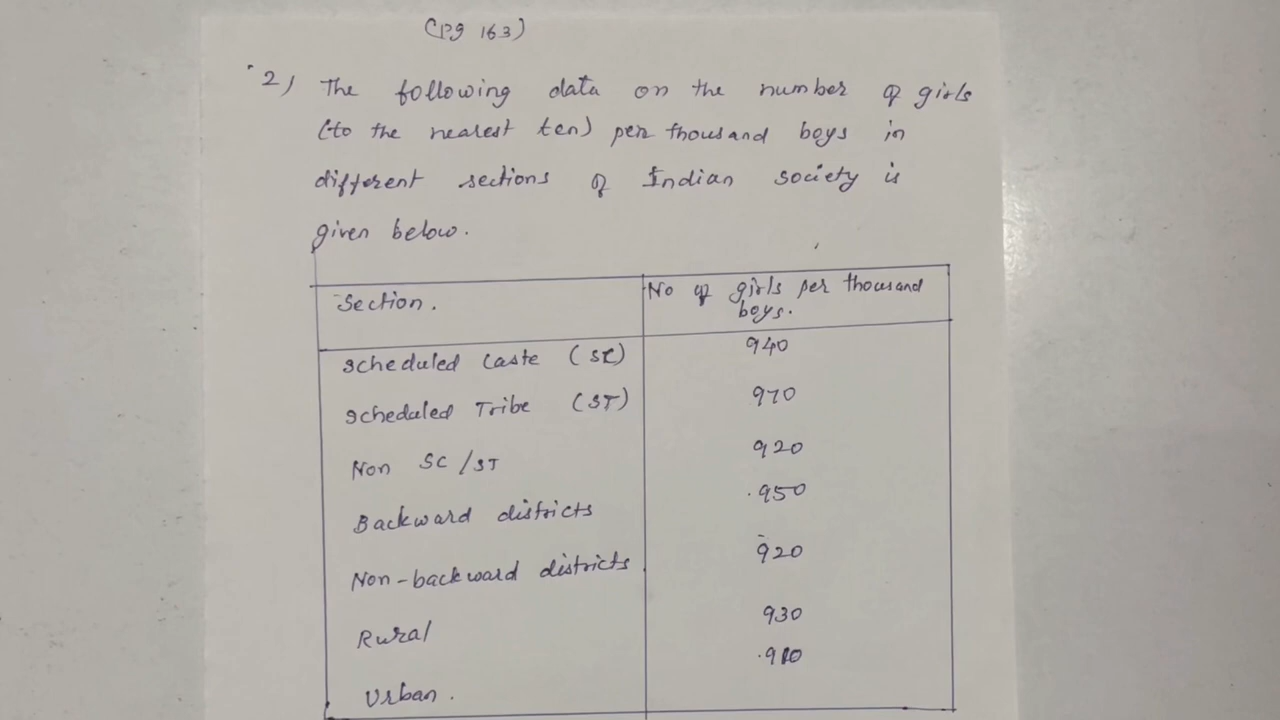 (Pg 163)
2) The following data on the number of girls
(to the nearest ten) per thousand boys in
different sections of Indian society is
given below.
Section. No of girls per thousand
boys.
Scheduled Caste (SC) 940
Scheduled Tribe (ST) 970
Non SC/ST 920
Backward districts 950
Non-backward districts 920
Rural 930
Urban. 910